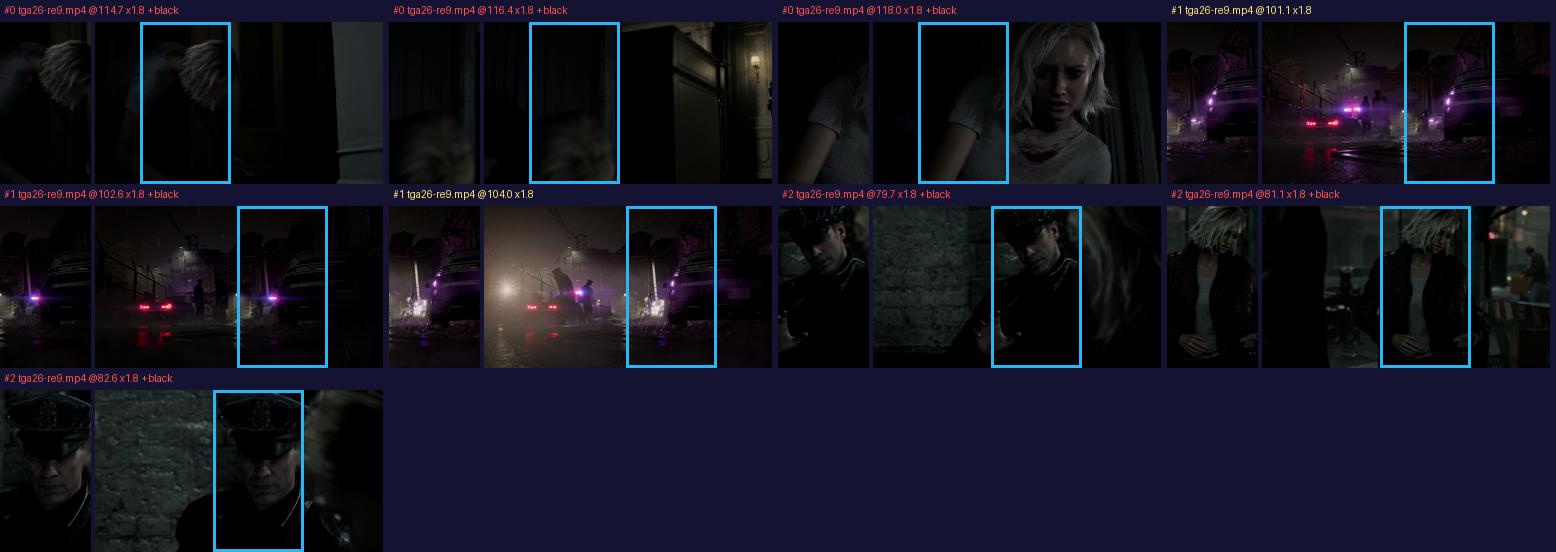 #0 tga26-re9.mp4 @114.7 x1.8 +black
#0 tga26-re9.mp4 @116.4 x1.8 +black
#0 tga26-re9.mp4 @118.0 x1.8 +black
#1 tga26-re9.mp4 @101.1 x1.8
#1 tga26-re9.mp4 @102.6 x1.8 +black
#1 tga26-re9.mp4 @104.0 x1.8
#2 tga26-re9.mp4 @79.7 x1.8 +black
#2 tga26-re9.mp4 @81.1 x1.8 +black
#2 tga26-re9.mp4 @82.6 x1.8 +black